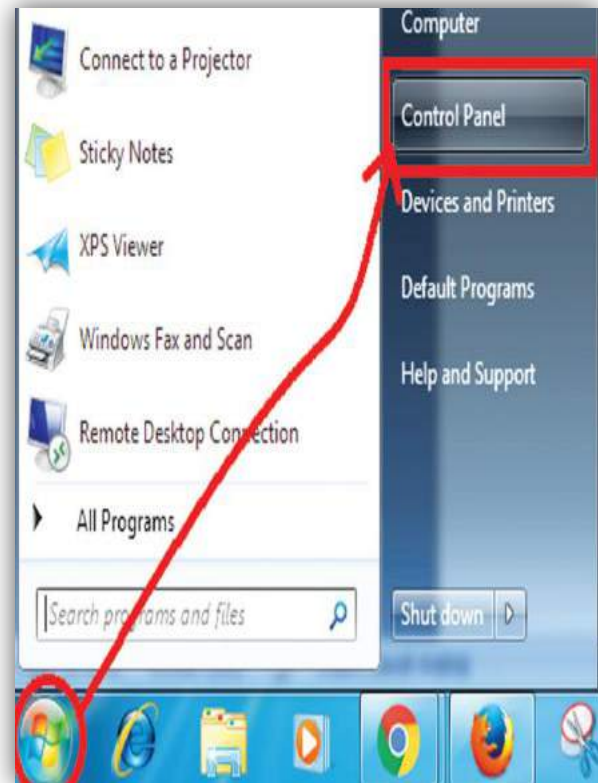 Connect to a Projector
Sticky Notes
XPS Viewer
Windows Fax and Scan
Remote Desktop Connection
All Programs
Search programs and files
Computer
Control Panel
Devices and Printers
Default Programs
Help and Support
Shut down